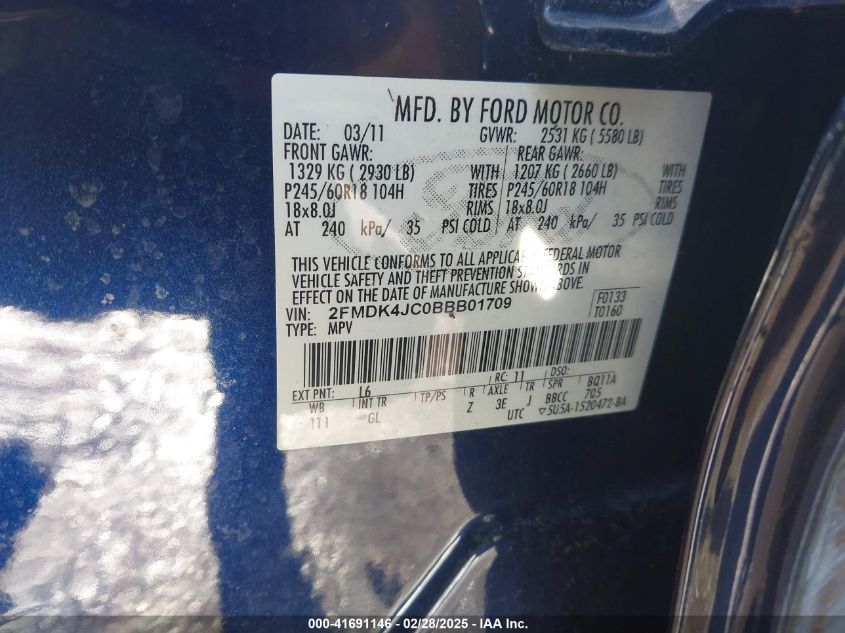 MFD. BY FORD MOTOR CO.
DATE: 03/11 GVWR: 2531 KG ( 5580 LB)
FRONT GAWR: REAR GAWR:
1329 KG ( 2930 LB) WITH 1207 KG ( 2660 LB) WITH
P245/60R18 104H TIRES P245/60R18 104H TIRES
18x8.0J RIMS 18x8.0J RIMS
AT 240 kPa/ 35 PSI COLD AT 240 kPa/ 35 PSI COLD
THIS VEHICLE CONFORMS TO ALL APPLICABLE FEDERAL MOTOR
VEHICLE SAFETY AND THEFT PREVENTION STANDARDS IN
EFFECT ON THE DATE OF MANUFACTURE SHOWN ABOVE.
VIN: 2FMDK4JC0BBB01709 F0133
TYPE: MPV T0160
EXT PNT: L6 RC: 11 DSO:
WB INT TR TP/PS R AXLE TR SPR BQ11A
111 GL Z 3E J BBCC 705
UTC ▽5U5A-1520472-BA
000-41691146 - 02/28/2025 - IAA Inc.